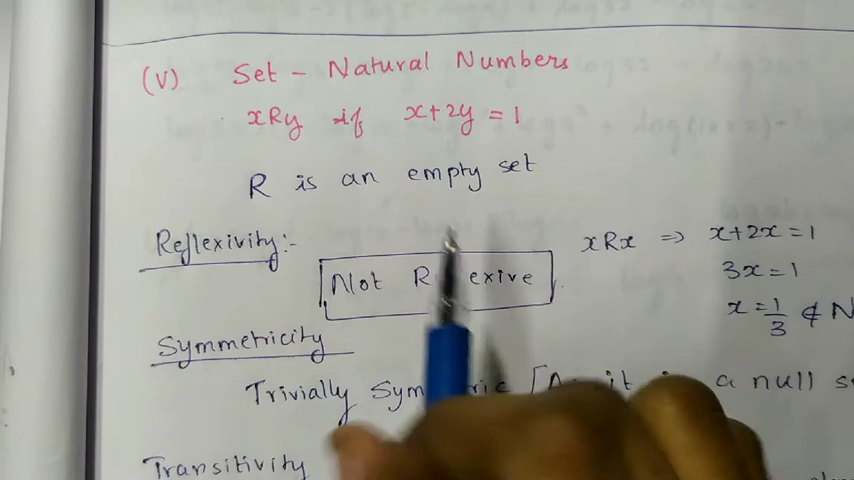 (V) Set - Natural Numbers
xRy if x+2y = 1
R is an empty set
Reflexivity:- xRx => x+2x = 1
Not 3x = 1
x = 1/3 ∉ N
Symmetricity
Trivially a null
Transitivity